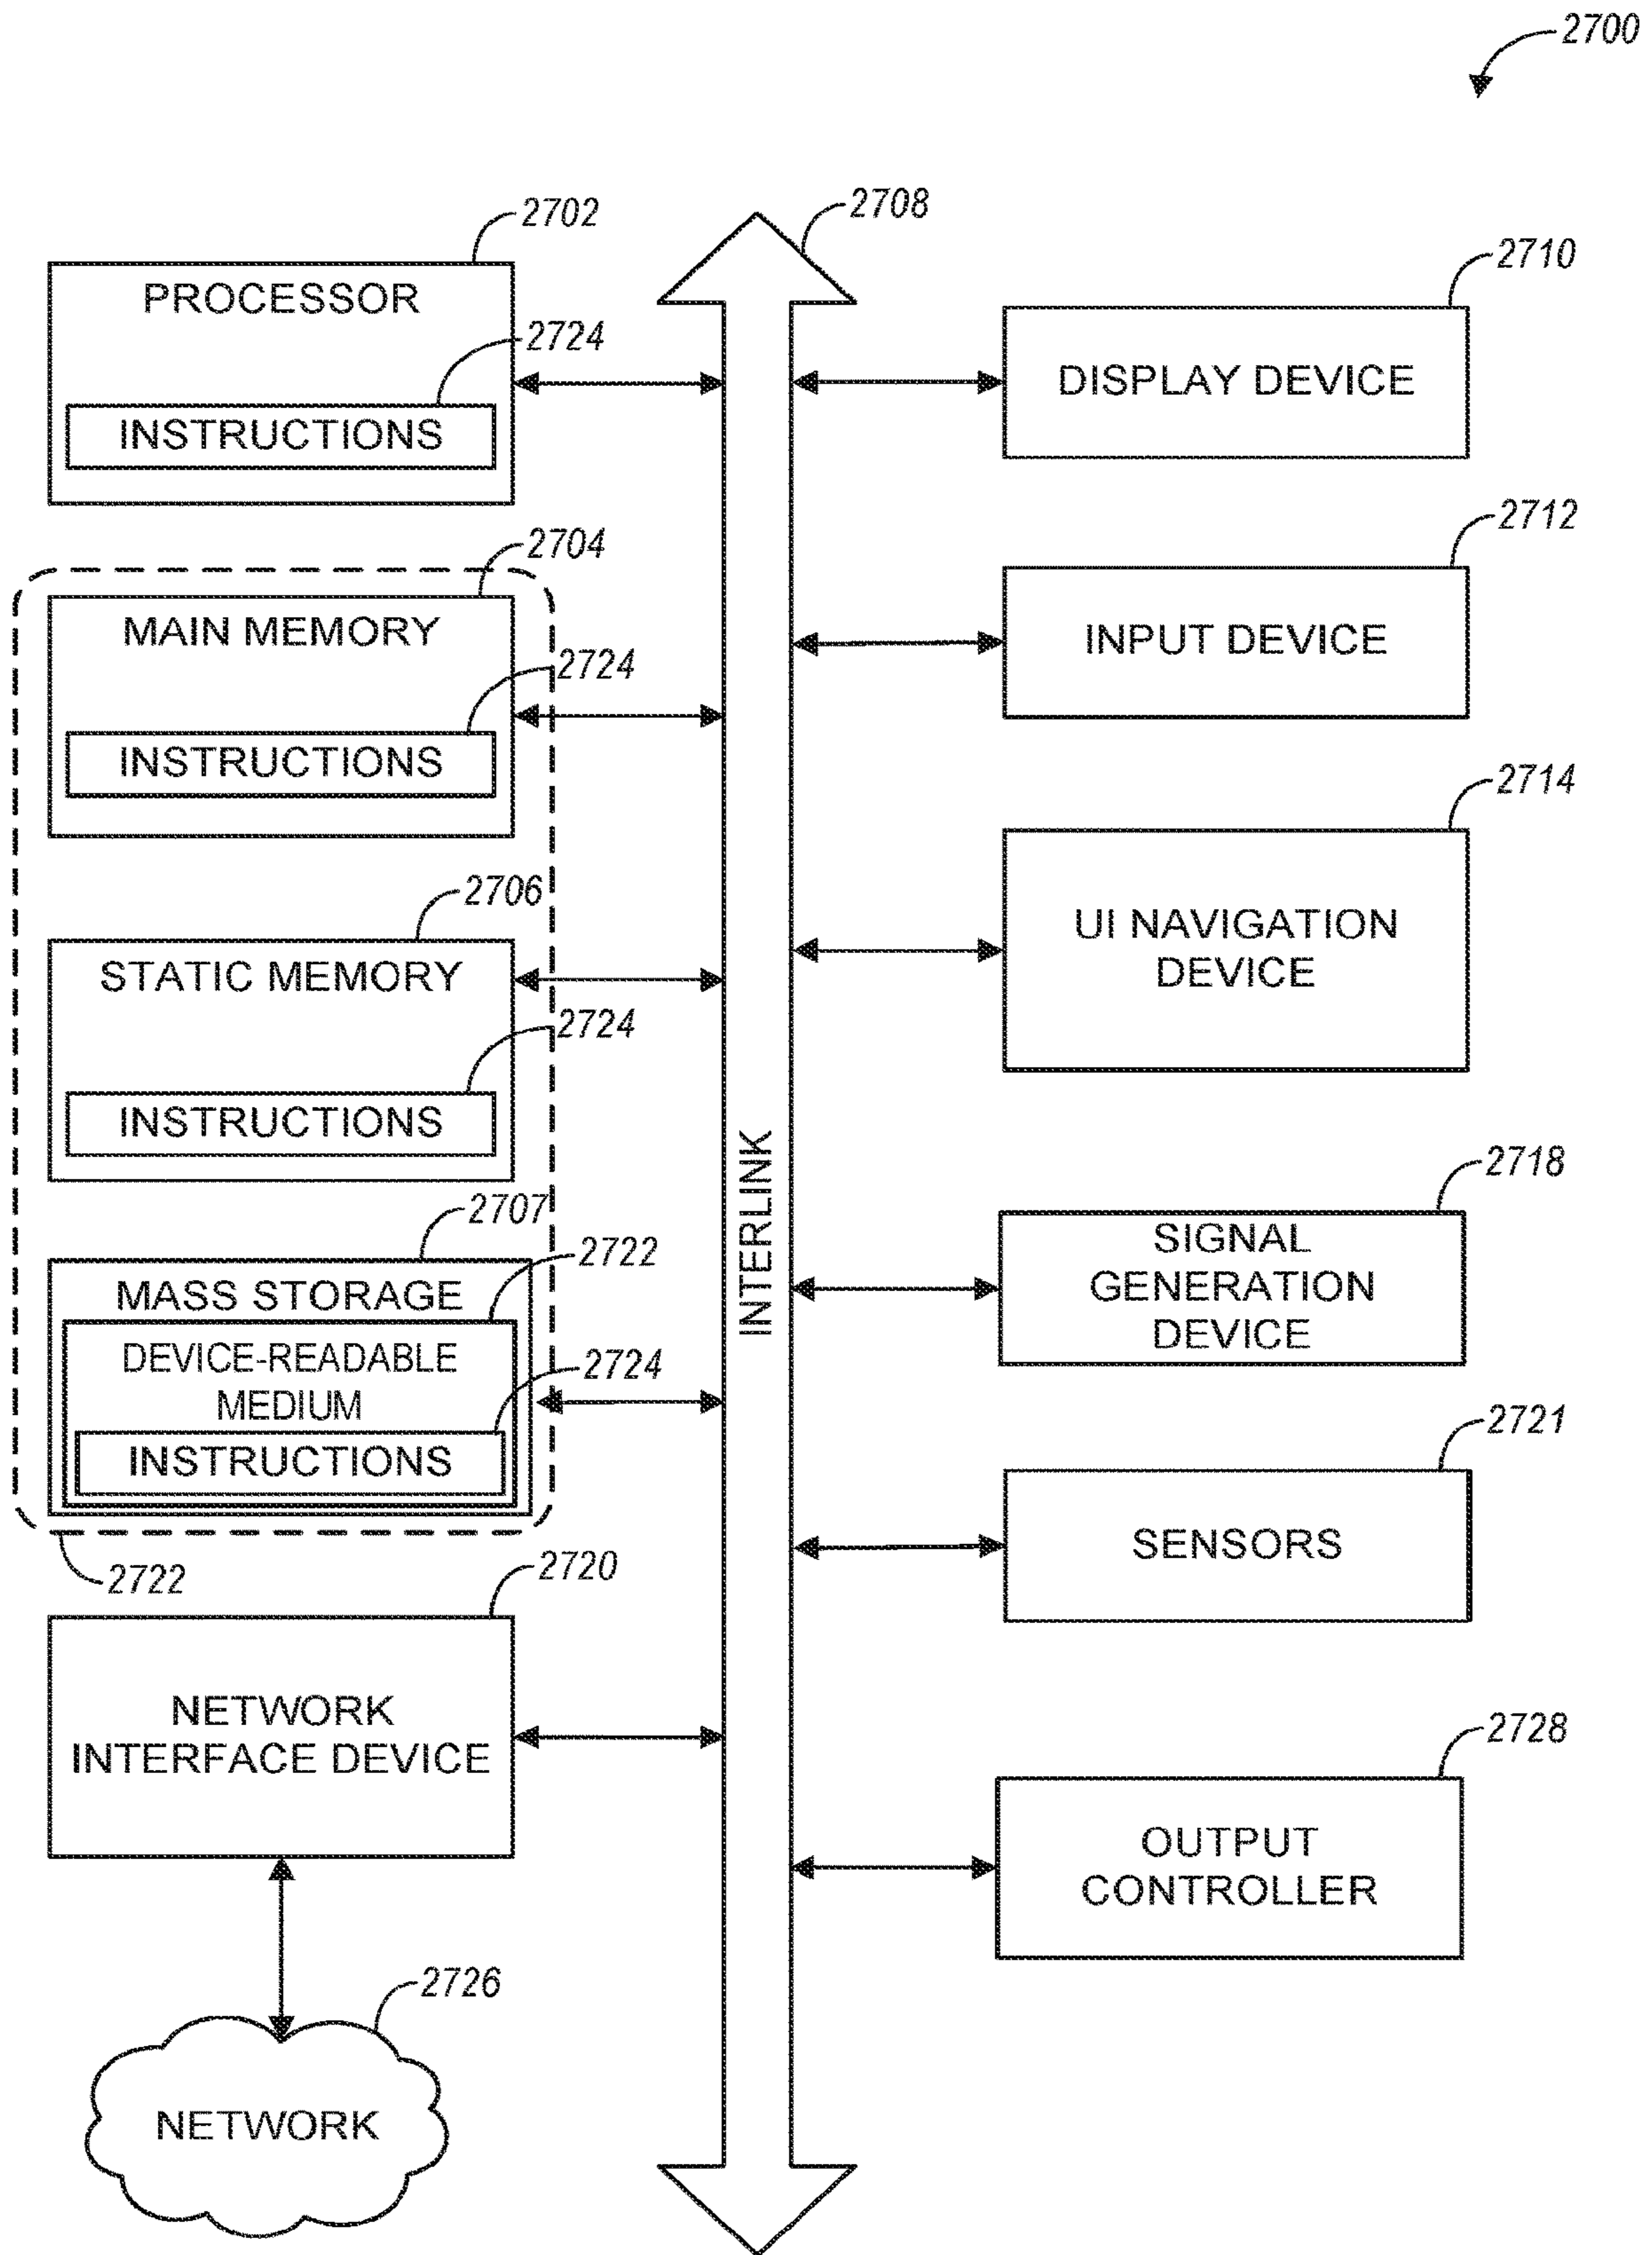 2700
2702
PROCESSOR
2724
INSTRUCTIONS
2704
MAIN MEMORY
2724
INSTRUCTIONS
2706
STATIC MEMORY
2724
INSTRUCTIONS
2707
MASS STORAGE
2722
DEVICE-READABLE
MEDIUM
2724
INSTRUCTIONS
2722
2720
NETWORK
INTERFACE DEVICE
2726
NETWORK
2708
INTERLINK
2710
DISPLAY DEVICE
2712
INPUT DEVICE
2714
UI NAVIGATION
DEVICE
2718
SIGNAL
GENERATION
DEVICE
2721
SENSORS
2728
OUTPUT
CONTROLLER